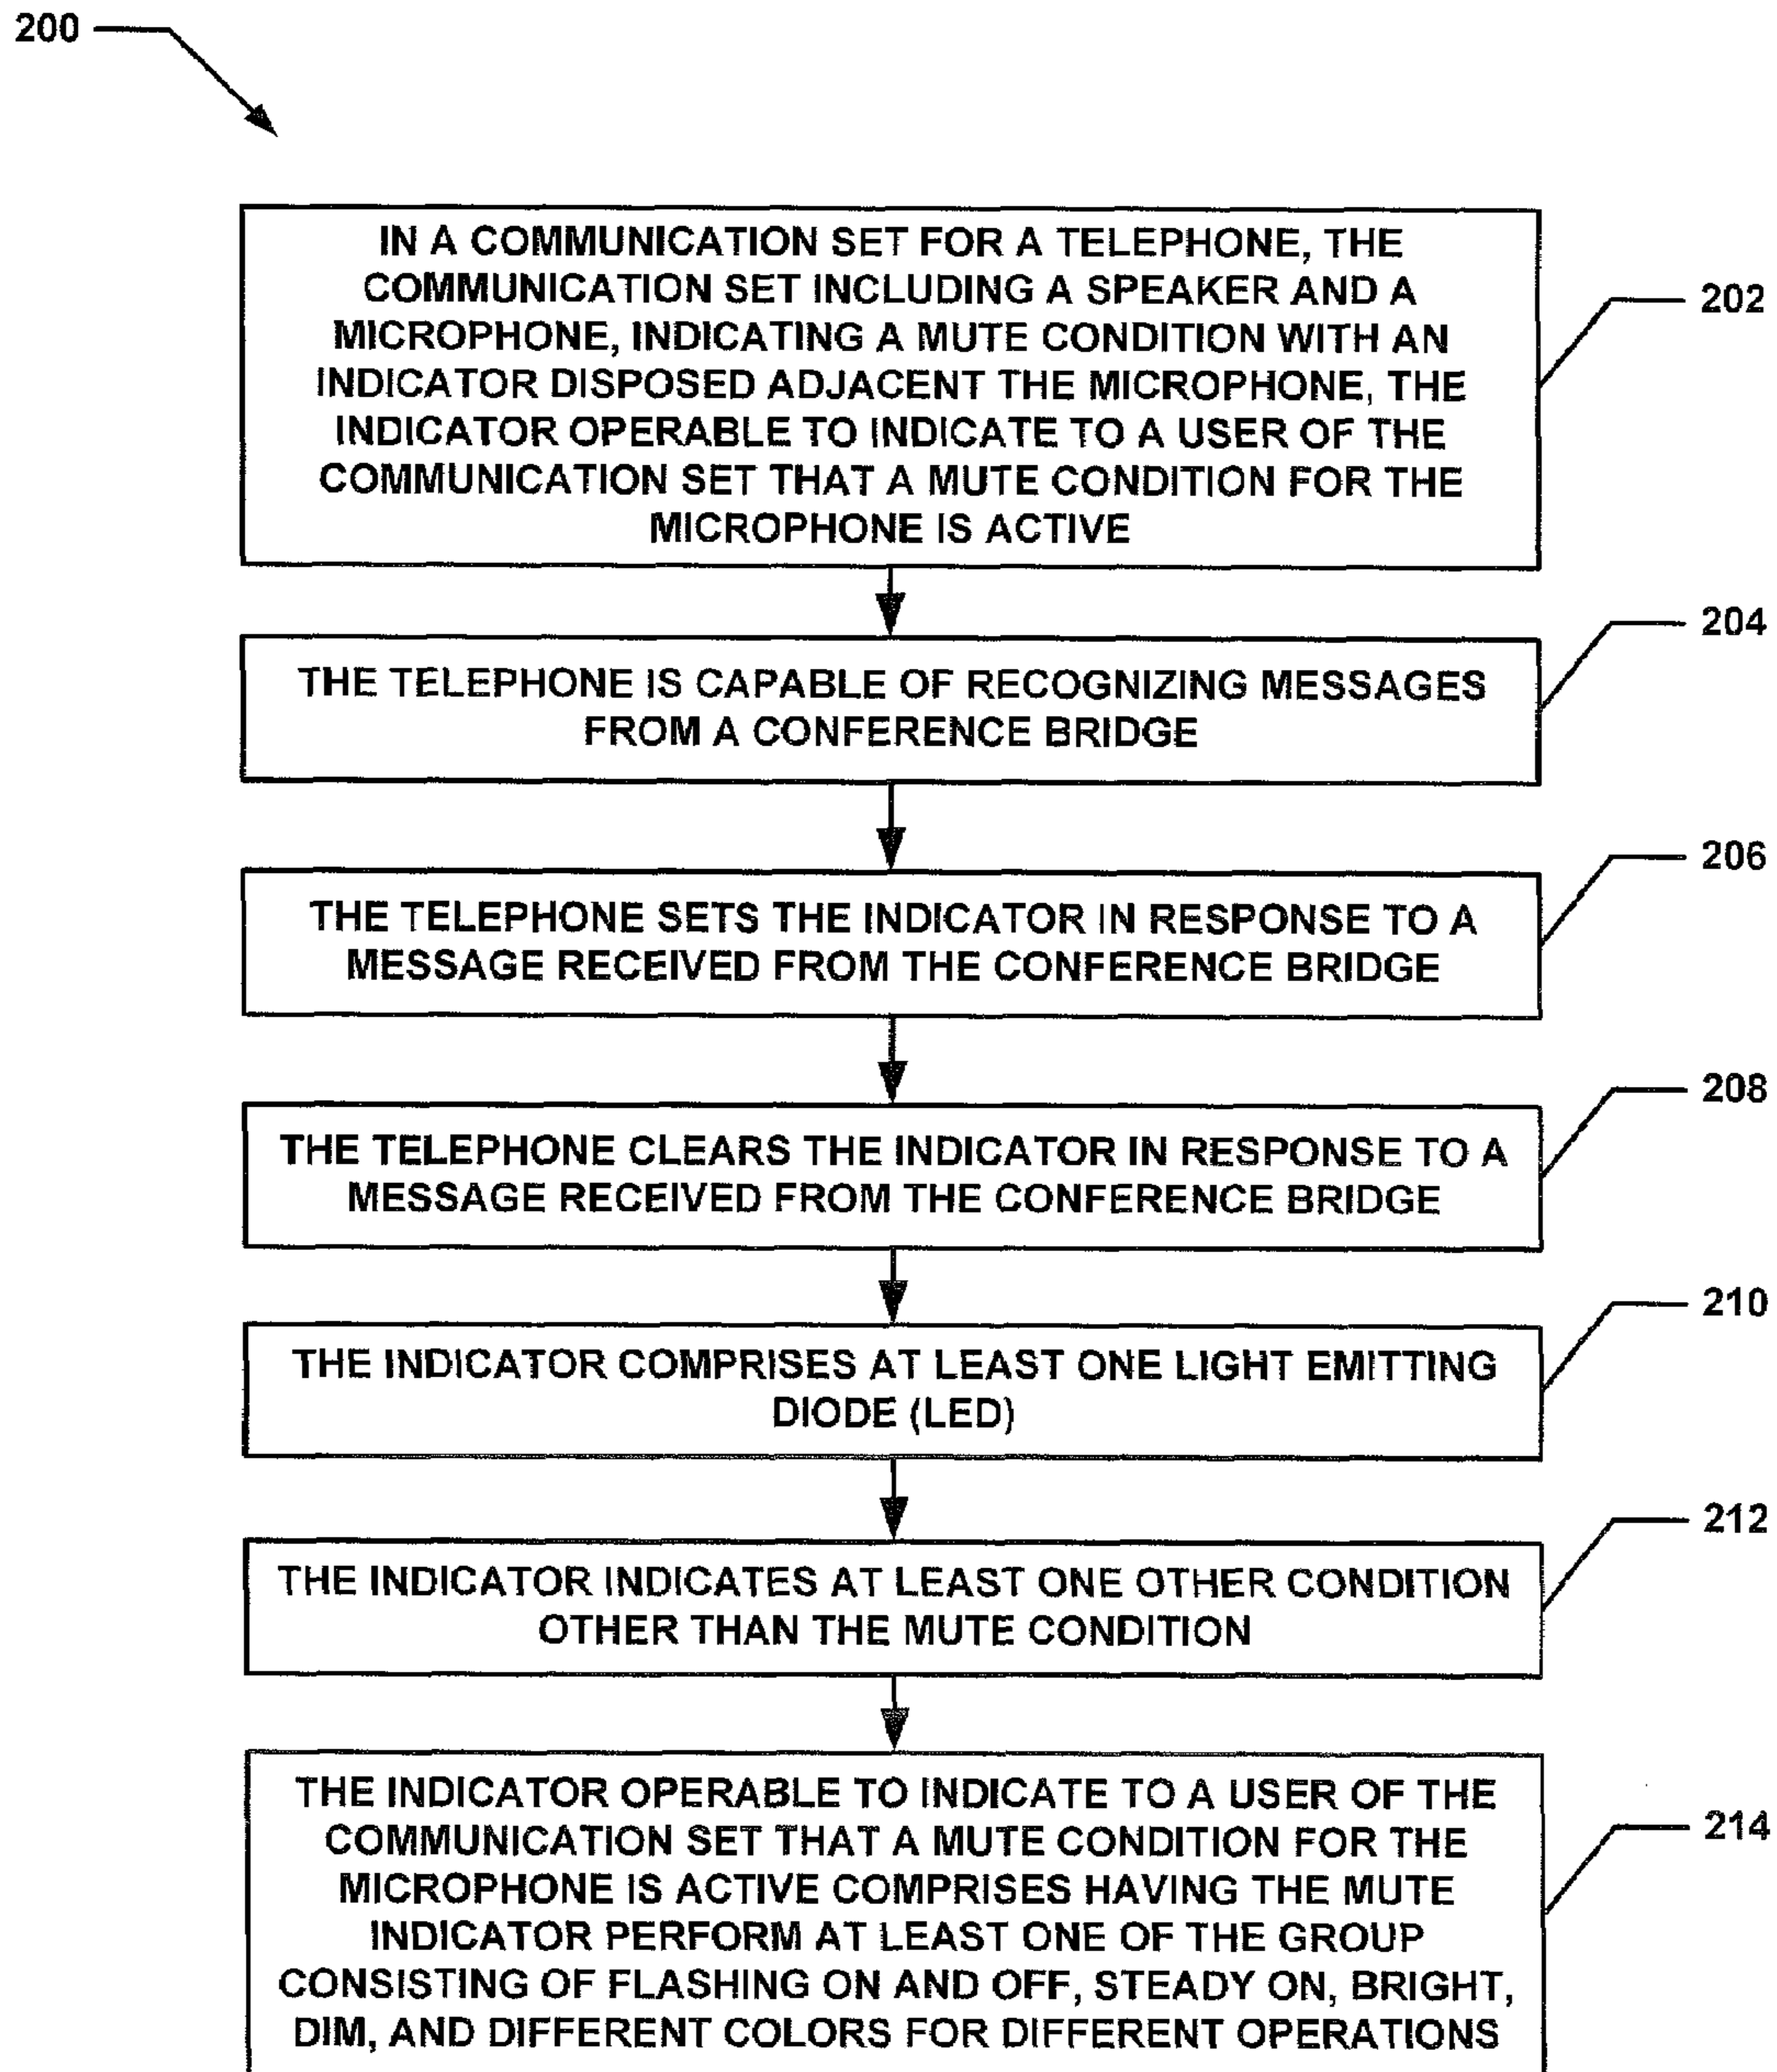 200
IN A COMMUNICATION SET FOR A TELEPHONE, THE
COMMUNICATION SET INCLUDING A SPEAKER AND A
MICROPHONE, INDICATING A MUTE CONDITION WITH AN
INDICATOR DISPOSED ADJACENT THE MICROPHONE, THE
INDICATOR OPERABLE TO INDICATE TO A USER OF THE
COMMUNICATION SET THAT A MUTE CONDITION FOR THE
MICROPHONE IS ACTIVE
202
THE TELEPHONE IS CAPABLE OF RECOGNIZING MESSAGES
FROM A CONFERENCE BRIDGE
204
THE TELEPHONE SETS THE INDICATOR IN RESPONSE TO A
MESSAGE RECEIVED FROM THE CONFERENCE BRIDGE
206
THE TELEPHONE CLEARS THE INDICATOR IN RESPONSE TO A
MESSAGE RECEIVED FROM THE CONFERENCE BRIDGE
208
THE INDICATOR COMPRISES AT LEAST ONE LIGHT EMITTING
DIODE (LED)
210
THE INDICATOR INDICATES AT LEAST ONE OTHER CONDITION
OTHER THAN THE MUTE CONDITION
212
THE INDICATOR OPERABLE TO INDICATE TO A USER OF THE
COMMUNICATION SET THAT A MUTE CONDITION FOR THE
MICROPHONE IS ACTIVE COMPRISES HAVING THE MUTE
INDICATOR PERFORM AT LEAST ONE OF THE GROUP
CONSISTING OF FLASHING ON AND OFF, STEADY ON, BRIGHT,
DIM, AND DIFFERENT COLORS FOR DIFFERENT OPERATIONS
214